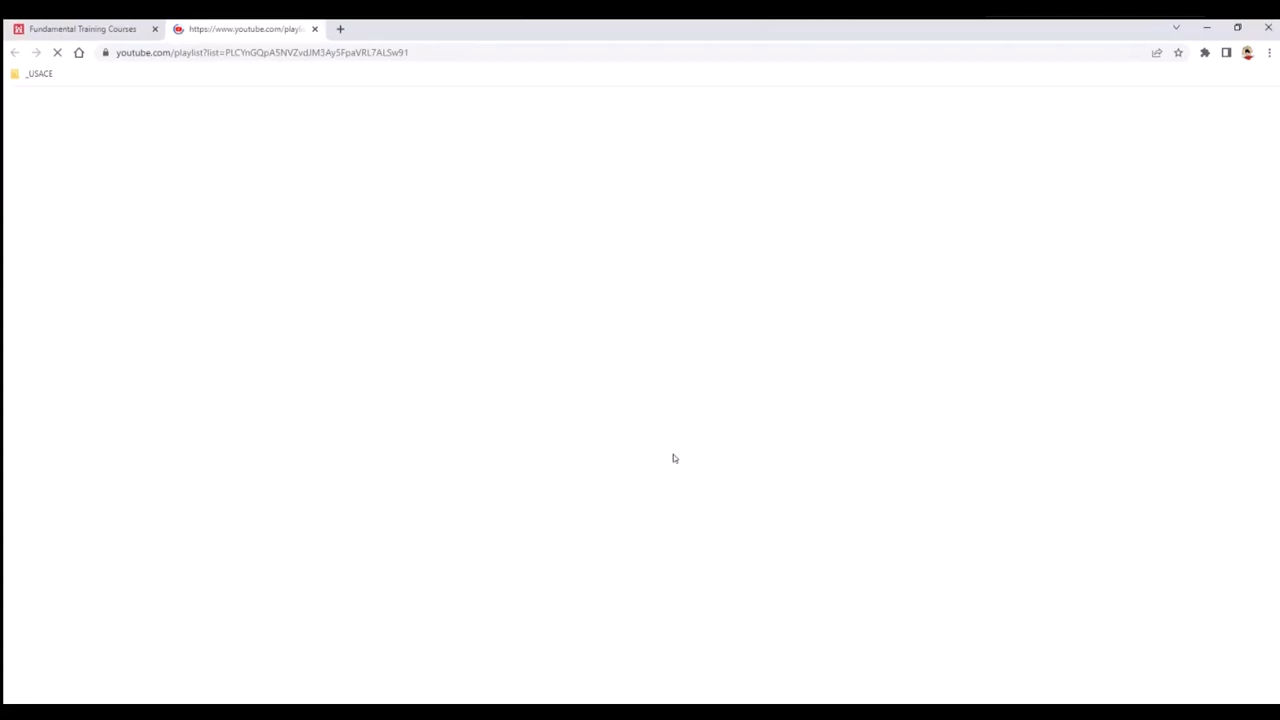 Fundamental Training Courses
https://www.youtube.com/playli
youtube.com/playlist?list=PLCYnGQpA5NVZvdJM3Ay5FpaVRL7ALSw91
_USACE